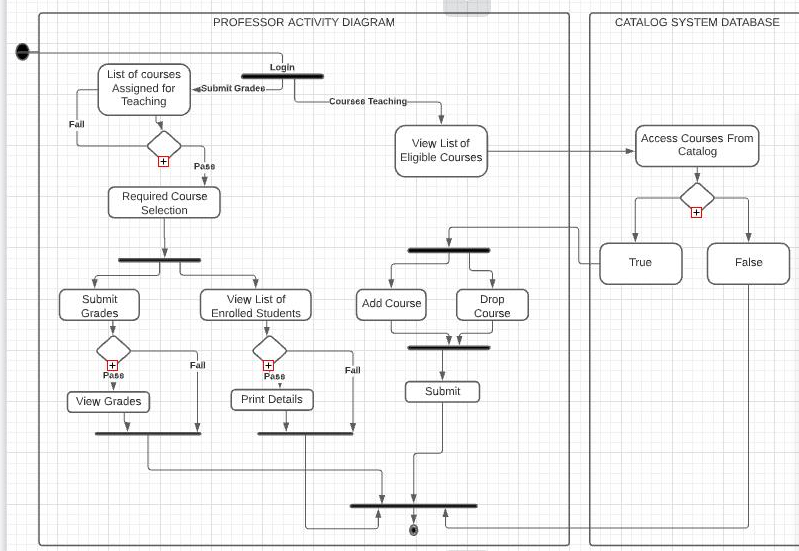 PROFESSOR ACTIVITY DIAGRAM
CATALOG SYSTEM DATABASE
Login
List of courses
Assigned for
Teaching
Submit Grades
Courses Teaching
Fail
Pass
View List of
Eligible Courses
Access Courses From
Catalog
Required Course
Selection
True
False
Submit
Grades
View List of
Enrolled Students
Add Course
Drop
Course
Pass
Fail
Pass
Fail
View Grades
Print Details
Submit